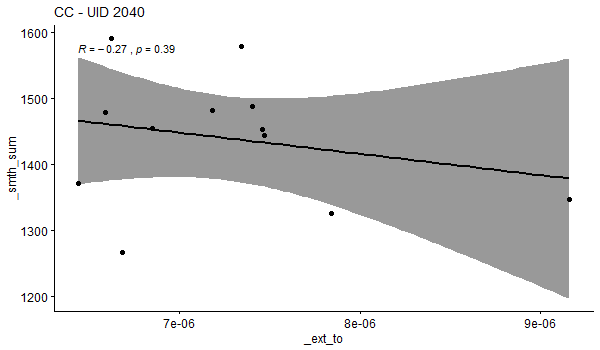 CC - UID 2040
R = − 0.27 , p = 0.39
1600
1500
1400
1300
1200
_smth_sum
7e-06 8e-06 9e-06
_ext_to